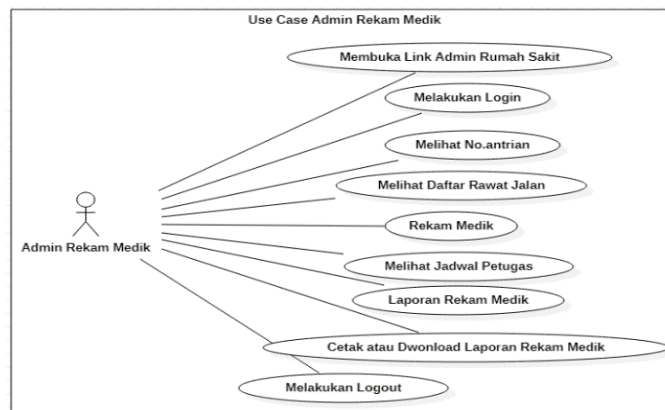 Use Case Admin Rekam Medik
Membuka Link Admin Rumah Sakit
Melakukan Login
Melihat No.antrian
Melihat Daftar Rawat Jalan
Rekam Medik
Admin Rekam Medik
Melihat Jadwal Petugas
Laporan Rekam Medik
Cetak atau Dwonload Laporan Rekam Medik
Melakukan Logout